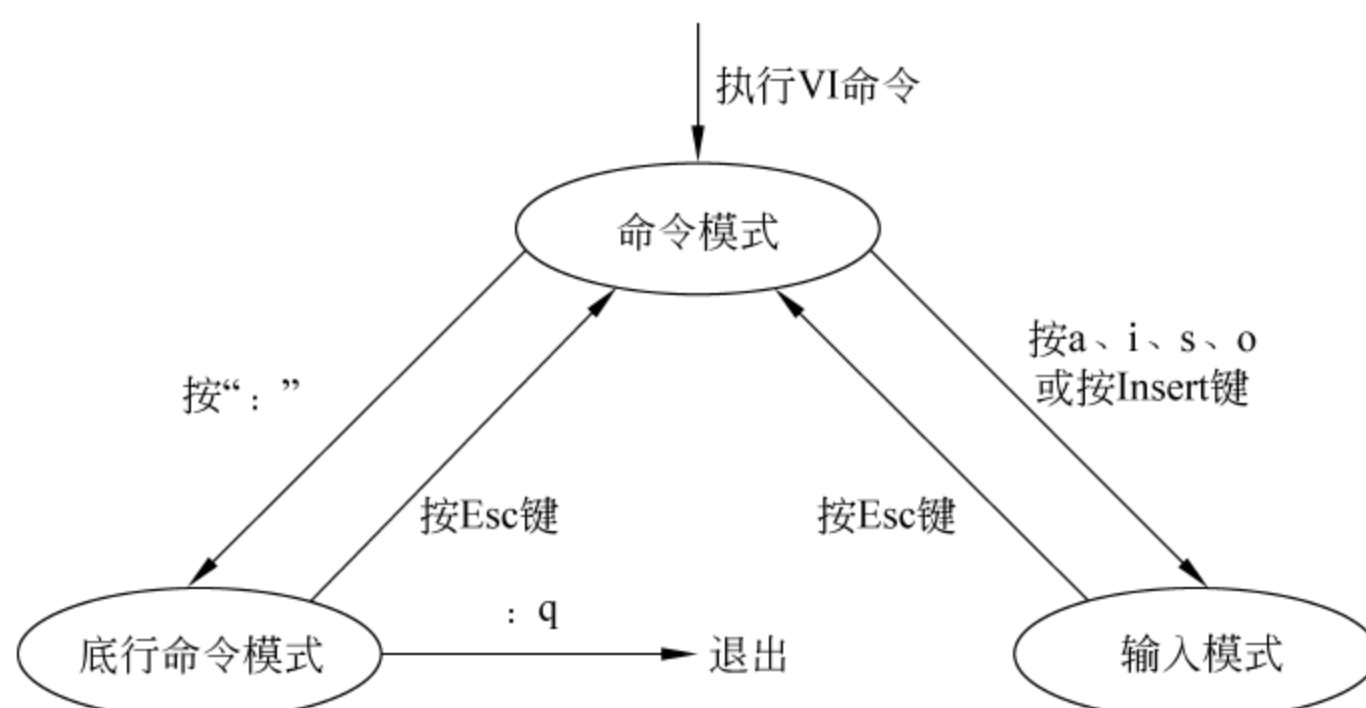 执行VI命令
命令模式
按a、i、s、o
或按Insert键
按“：”
按Esc键
按Esc键
：q
底行命令模式
退出
输入模式